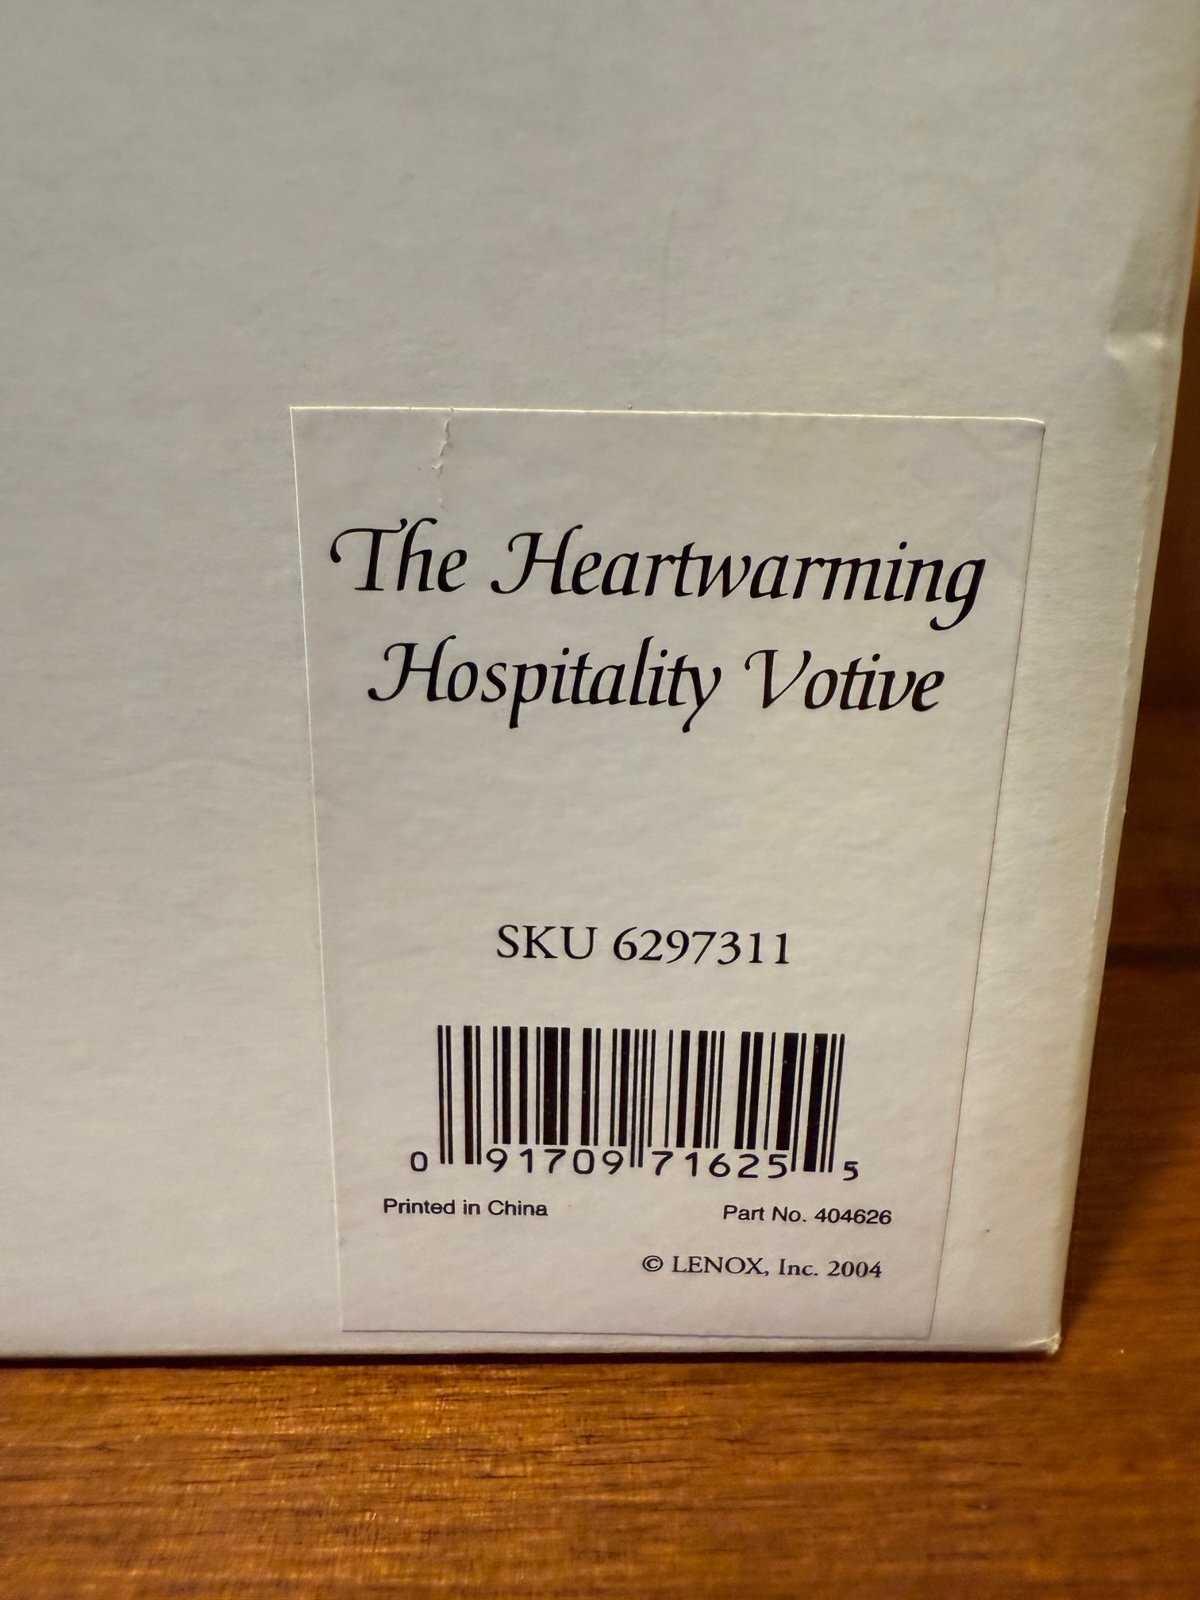 The Heartwarming
Hospitality Votive
SKU 6297311
0 91709 71625 5
Printed in China
Part No. 404626
© LENOX, Inc. 2004